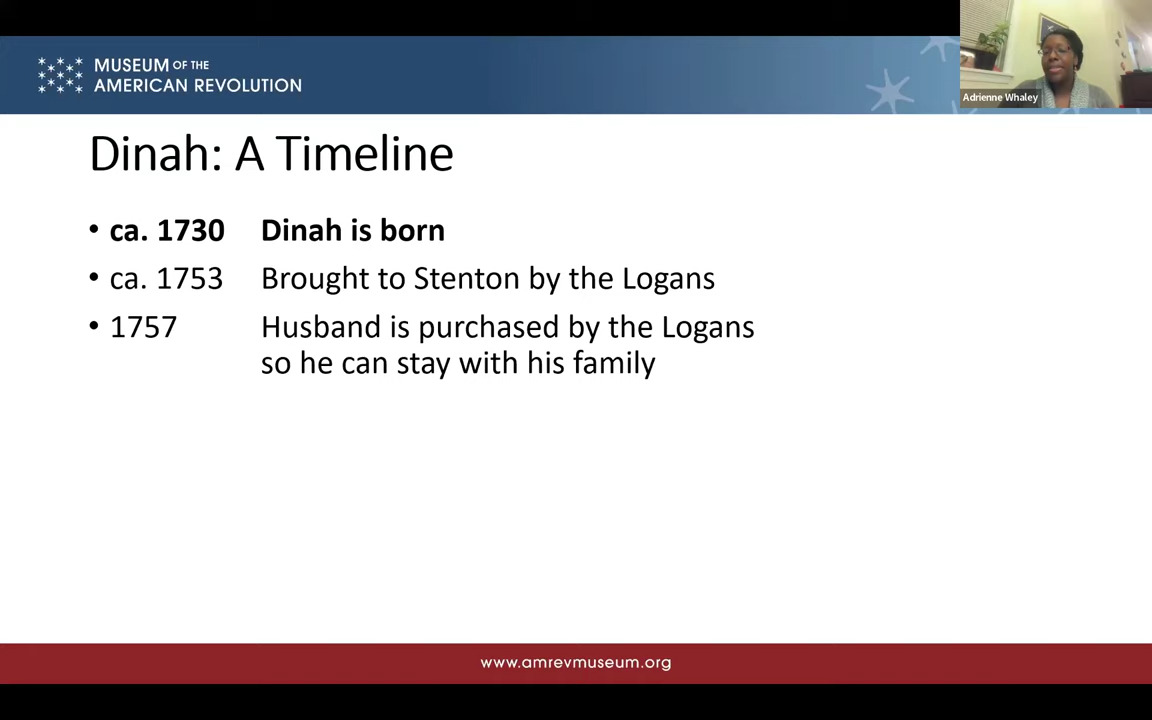 MUSEUM OF THE
AMERICAN REVOLUTION
Adrienne Whaley
Dinah: A Timeline
• ca. 1730 Dinah is born
• ca. 1753 Brought to Stenton by the Logans
• 1757 Husband is purchased by the Logans
so he can stay with his family
www.amrevmuseum.org